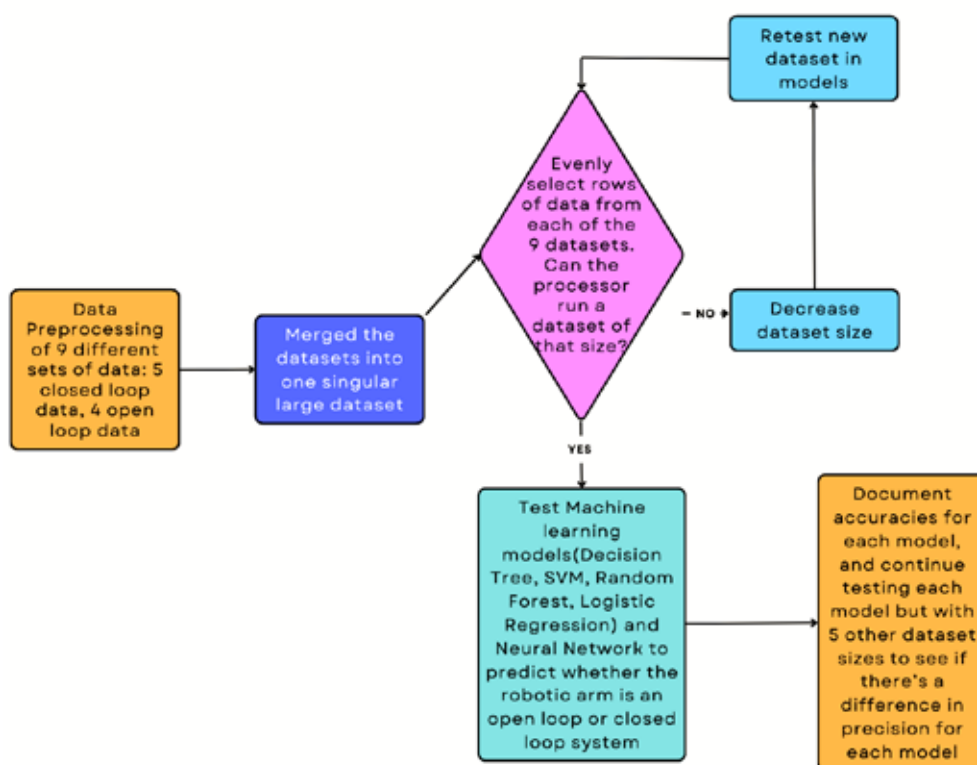 Data
Preprocessing
of 9 different
sets of data: 5
closed loop
data, 4 open
loop data
Merged the
datasets into
one singular
large dataset
Evenly
select rows
of data from
each of the
9 datasets.
Can the
processor
run a
dataset of
that size?
NO
Decrease
dataset size
Retest new
dataset in
models
YES
Test Machine
learning
models(Decision
Tree, SVM, Random
Forest, Logistic
Regression) and
Neural Network to
predict whether the
robotic arm is an
open loop or closed
loop system
Document
accuracies for
each model,
and continue
testing each
model but with
5 other dataset
sizes to see if
there's a
difference in
precision for
each model